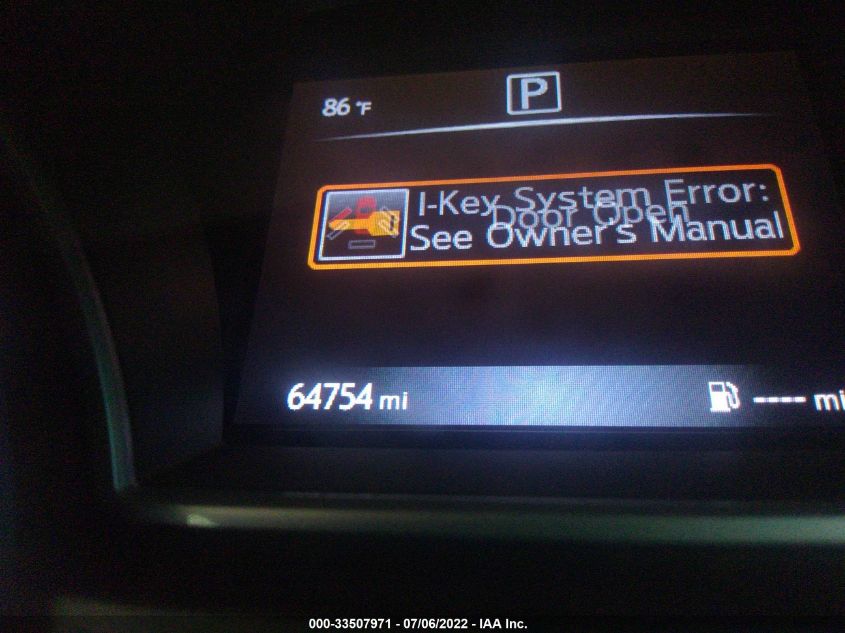 86 °F
P
I-Key System Error:
Door Open
See Owner's Manual
64754 mi
---- mi
000-33507971 - 07/06/2022 - IAA Inc.